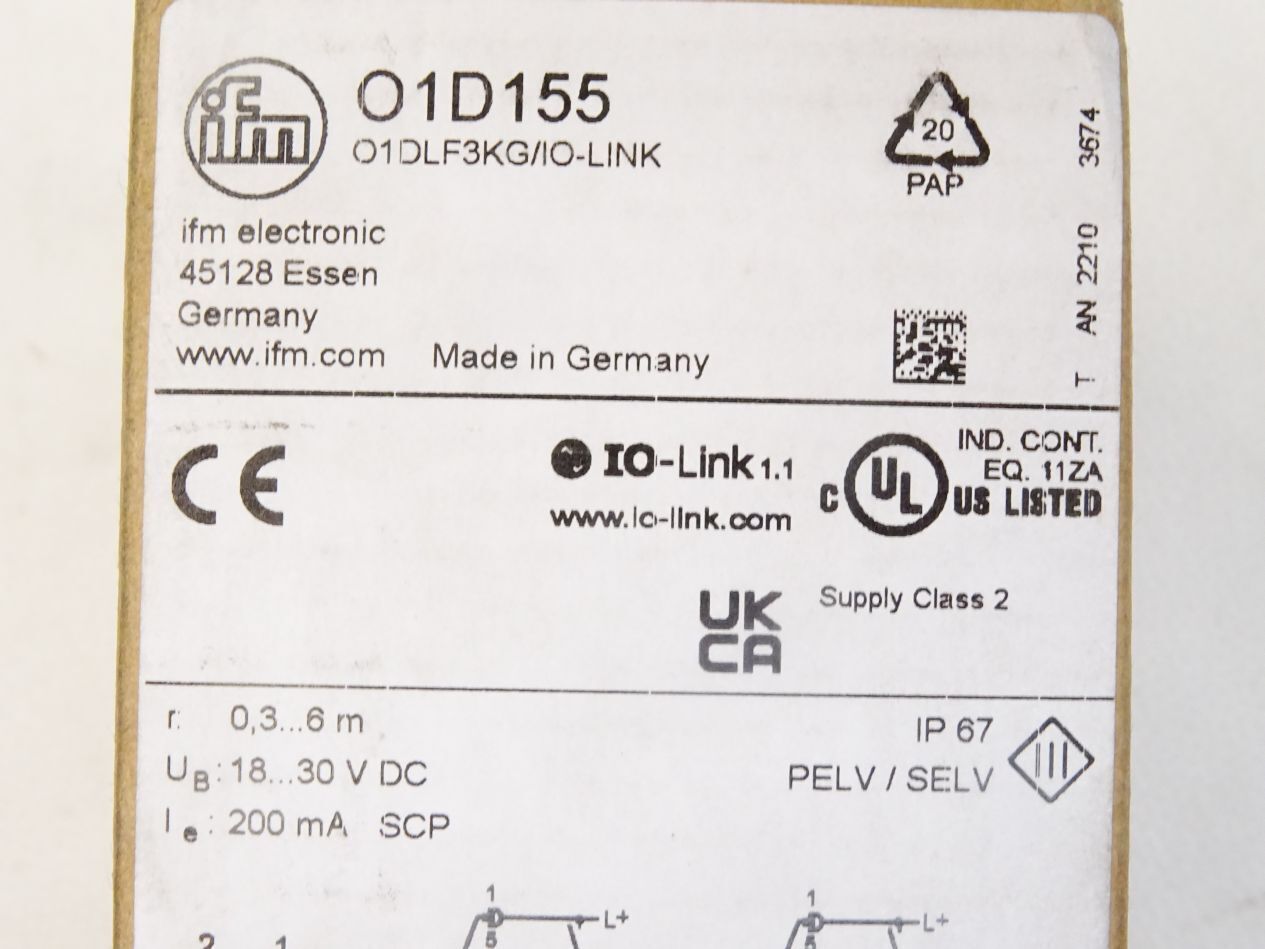 ifm
O1D155
O1DLF3KG/IO-LINK
20
PAP
ifm electronic
45128 Essen
Germany
www.ifm.com
Made in Germany
T AN 2210 3674
CE
IO-Link 1.1
www.io-link.com
C UL US LISTED
IND. CONT.
EQ. 11ZA
UK
CA
Supply Class 2
r: 0,3...6 m
UB: 18...30 V DC
Ie: 200 mA SCP
IP 67
PELV / SELV
III
1
L+
5
1
L+
5
2 1